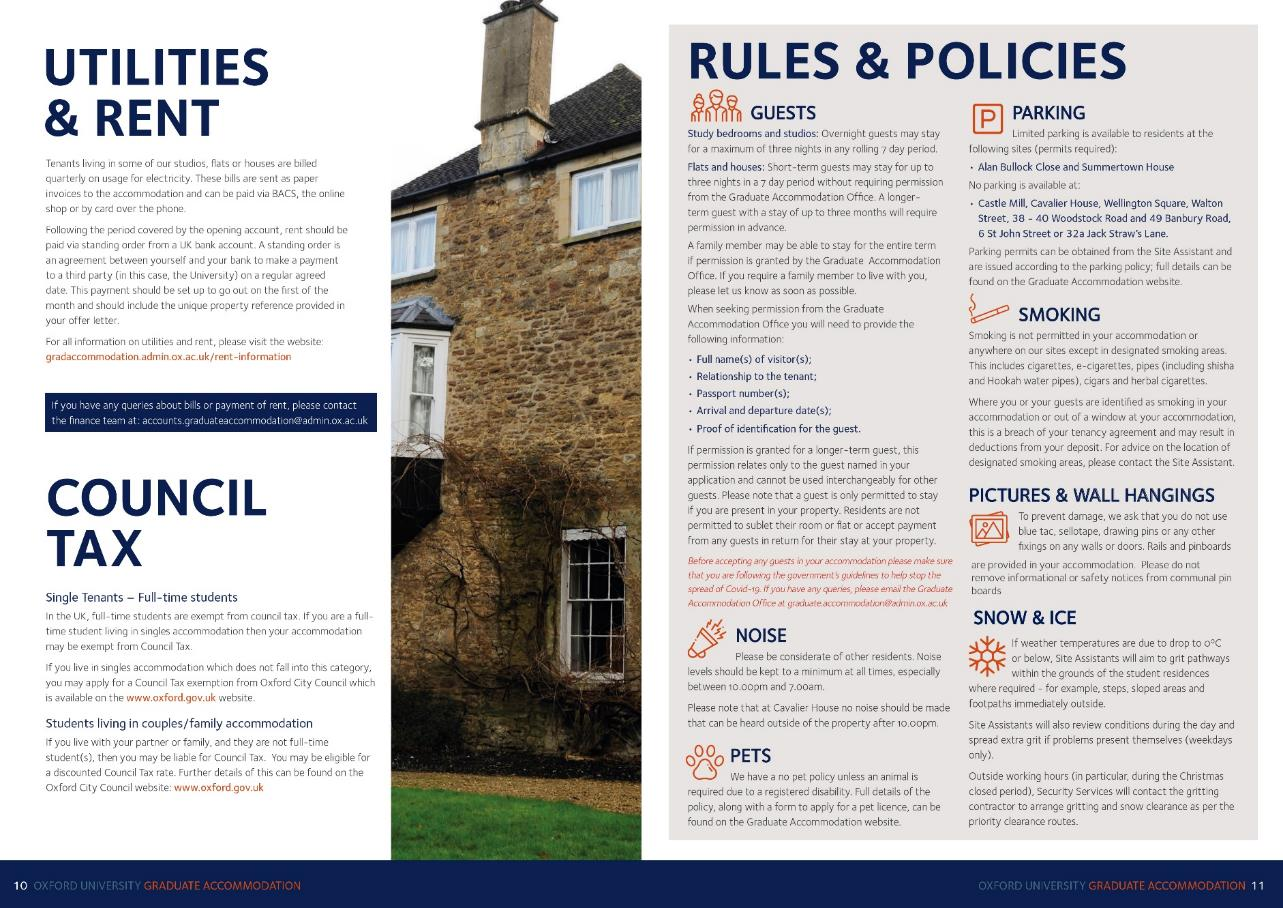 UTILITIES
& RENT
Tenants living in some of our studios, flats or houses are billed
quarterly on usage for electricity. These bills are sent as paper
invoices to the accommodation and can be paid via BACS, the online
shop or by card over the phone.
Following the period covered by the opening account, rent should be
paid via standing order from a UK bank account. A standing order is
an agreement between yourself and your bank to make a payment
to a third party (in this case, the University) on a regular agreed
date. This payment should be set up to go out on the first of the
month and should include the unique property reference provided in
your offer letter.
For all information on utilities and rent, please visit the website:
gradaccommodation.admin.ox.ac.uk/rent-information
If you have any queries about bills or payment of rent, please contact
the finance team at: accounts.graduateaccommodation@admin.ox.ac.uk
COUNCIL
TAX
Single Tenants – Full-time students
In the UK, full-time students are exempt from council tax. If you are a full-
time student living in singles accommodation then your accommodation
may be exempt from Council Tax.
If you live in singles accommodation which does not fall into this category,
you may apply for a Council Tax exemption from Oxford City Council which
is available on the www.oxford.gov.uk website.
Students living in couples/family accommodation
If you live with your partner or family, and they are not full-time
student(s), then you may be liable for Council Tax. You may be eligible for
a discounted Council Tax rate. Further details of this can be found on the
Oxford City Council website: www.oxford.gov.uk
10 OXFORD UNIVERSITY GRADUATE ACCOMMODATION
RULES & POLICIES
GUESTS
Study bedrooms and studios: Overnight guests may stay
for a maximum of three nights in any rolling 7 day period.
Flats and houses: Short-term guests may stay for up to
three nights in a 7 day period without requiring permission
from the Graduate Accommodation Office. A longer-
term guest with a stay of up to three months will require
permission in advance.
A family member may be able to stay for the entire term
if permission is granted by the Graduate Accommodation
Office. If you require a family member to live with you,
please let us know as soon as possible.
When seeking permission from the Graduate
Accommodation Office you will need to provide the
following information:
• Full name(s) of visitor(s);
• Relationship to the tenant;
• Passport number(s);
• Arrival and departure date(s);
• Proof of identification for the guest.
If permission is granted for a longer-term guest, this
permission relates only to the guest named in your
application and cannot be used interchangeably for other
guests. Please note that a guest is only permitted to stay
if you are present in your property. Residents are not
permitted to sublet their room or flat or accept payment
from any guests in return for their stay at your property.
Before accepting any guests in your accommodation please make sure
that you are following the government's guidelines to help stop the
spread of Covid-19. If you have any queries, please email the Graduate
Accommodation Office at graduate.accommodation@admin.ox.ac.uk
NOISE
Please be considerate of other residents. Noise
levels should be kept to a minimum at all times, especially
between 10.00pm and 7.00am.
Please note that at Cavalier House no noise should be made
that can be heard outside of the property after 10.00pm.
PETS
We have a no pet policy unless an animal is
required due to a registered disability. Full details of the
policy, along with a form to apply for a pet licence, can be
found on the Graduate Accommodation website.
P PARKING
Limited parking is available to residents at the
following sites (permits required):
• Alan Bullock Close and Summertown House
No parking is available at:
• Castle Mill, Cavalier House, Wellington Square, Walton
Street, 38 - 40 Woodstock Road and 49 Banbury Road,
6 St John Street or 32a Jack Straw's Lane.
Parking permits can be obtained from the Site Assistant and
are issued according to the parking policy; full details can be
found on the Graduate Accommodation website.
SMOKING
Smoking is not permitted in your accommodation or
anywhere on our sites except in designated smoking areas.
This includes cigarettes, e-cigarettes, pipes (including shisha
and Hookah water pipes), cigars and herbal cigarettes.
Where you or your guests are identified as smoking in your
accommodation or out of a window at your accommodation,
this is a breach of your tenancy agreement and may result in
deductions from your deposit. For advice on the location of
designated smoking areas, please contact the Site Assistant.
PICTURES & WALL HANGINGS
To prevent damage, we ask that you do not use
blue tac, sellotape, drawing pins or any other
fixings on any walls or doors. Rails and pinboards
are provided in your accommodation. Please do not
remove informational or safety notices from communal pin
boards
SNOW & ICE
If weather temperatures are due to drop to 0°C
or below, Site Assistants will aim to grit pathways
within the grounds of the student residences
where required - for example, steps, sloped areas and
footpaths immediately outside.
Site Assistants will also review conditions during the day and
spread extra grit if problems present themselves (weekdays
only).
Outside working hours (in particular, during the Christmas
closed period), Security Services will contact the gritting
contractor to arrange gritting and snow clearance as per the
priority clearance routes.
OXFORD UNIVERSITY GRADUATE ACCOMMODATION 11